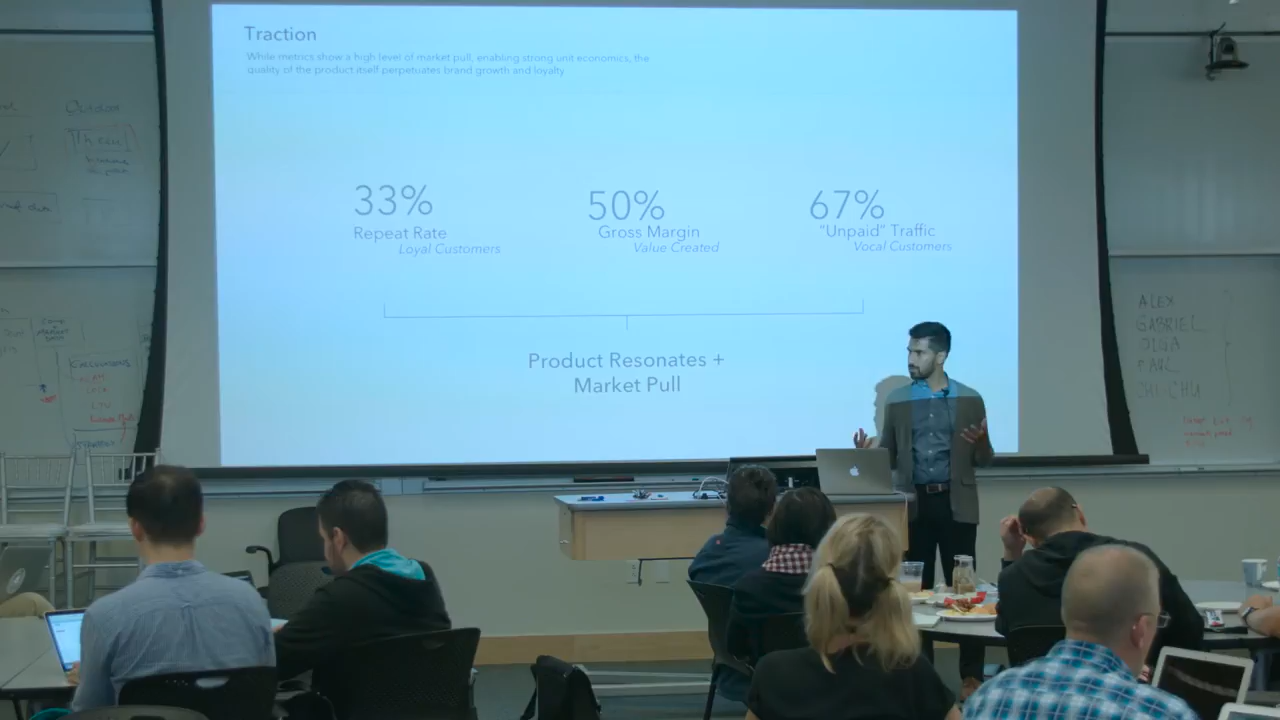 Traction
While metrics show a high level of market pull, enabling strong unit economics, the
quality of the product itself perpetuates brand growth and loyalty
33%
Repeat Rate
Loyal Customers
50%
Gross Margin
Value Created
67%
"Unpaid" Traffic
Vocal Customers
Product Resonates +
Market Pull
Outdoor
ALEX
GABRIEL
OLGA
PAUL